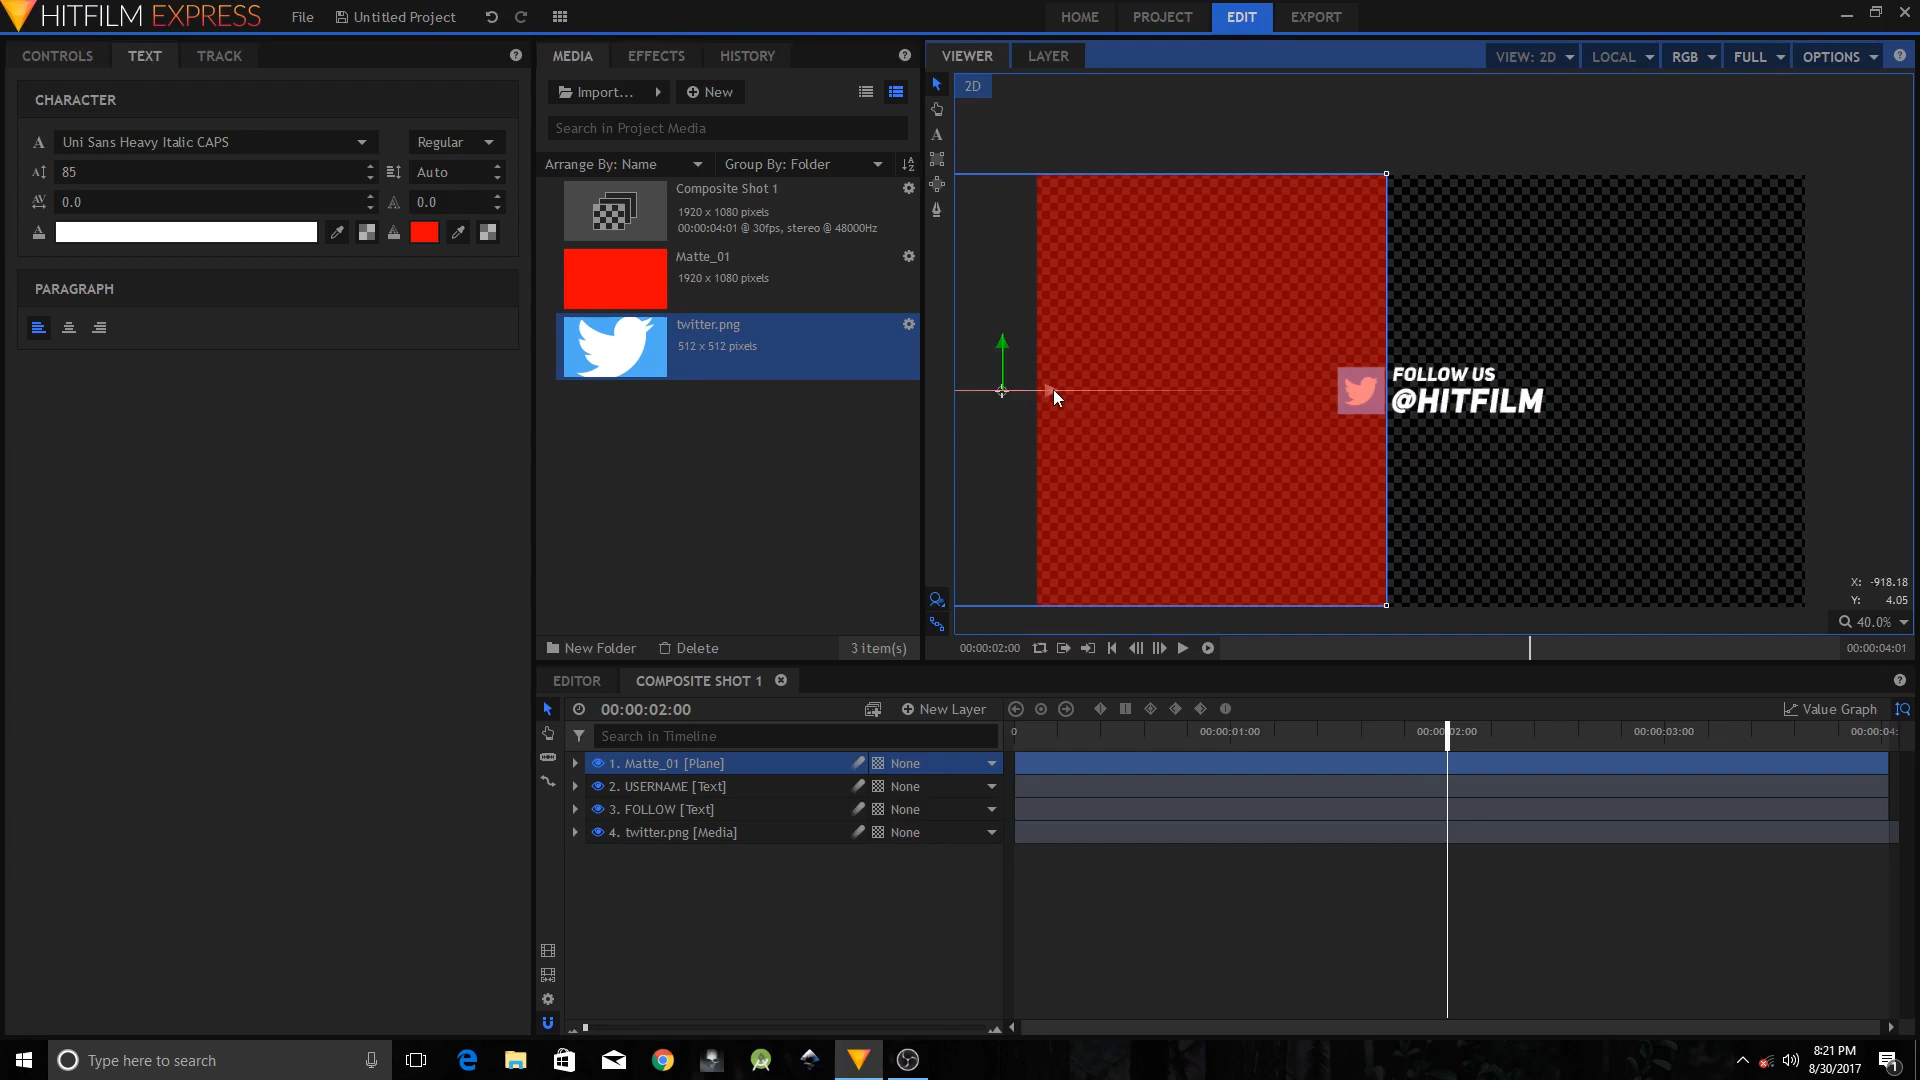 HITFILM EXPRESS
File
Untitled Project
HOME
PROJECT
EDIT
EXPORT
CONTROLS
TEXT
TRACK
CHARACTER
A
Uni Sans Heavy Italic CAPS
Regular
85
Auto
0.0
0.0
PARAGRAPH
MEDIA
EFFECTS
HISTORY
Import...
New
Search in Project Media
Arrange By: Name
Group By: Folder
Composite Shot 1
1920 x 1080 pixels
00:00:04:01 @ 30fps, stereo @ 48000Hz
Matte_01
1920 x 1080 pixels
twitter.png
512 x 512 pixels
New Folder
Delete
3 item(s)
VIEWER
LAYER
VIEW: 2D
LOCAL
RGB
FULL
OPTIONS
2D
FOLLOW US
@HITFILM
X: -918.18
Y: 4.05
40.0%
00:00:02:00
00:00:04:01
EDITOR
COMPOSITE SHOT 1
00:00:02:00
New Layer
Value Graph
Search in Timeline
0
00:00:01:00
00:00:02:00
00:00:03:00
00:00:04:
1. Matte_01 [Plane]
None
2. USERNAME [Text]
None
3. FOLLOW [Text]
None
4. twitter.png [Media]
None
Type here to search
8:21 PM
8/30/2017
1